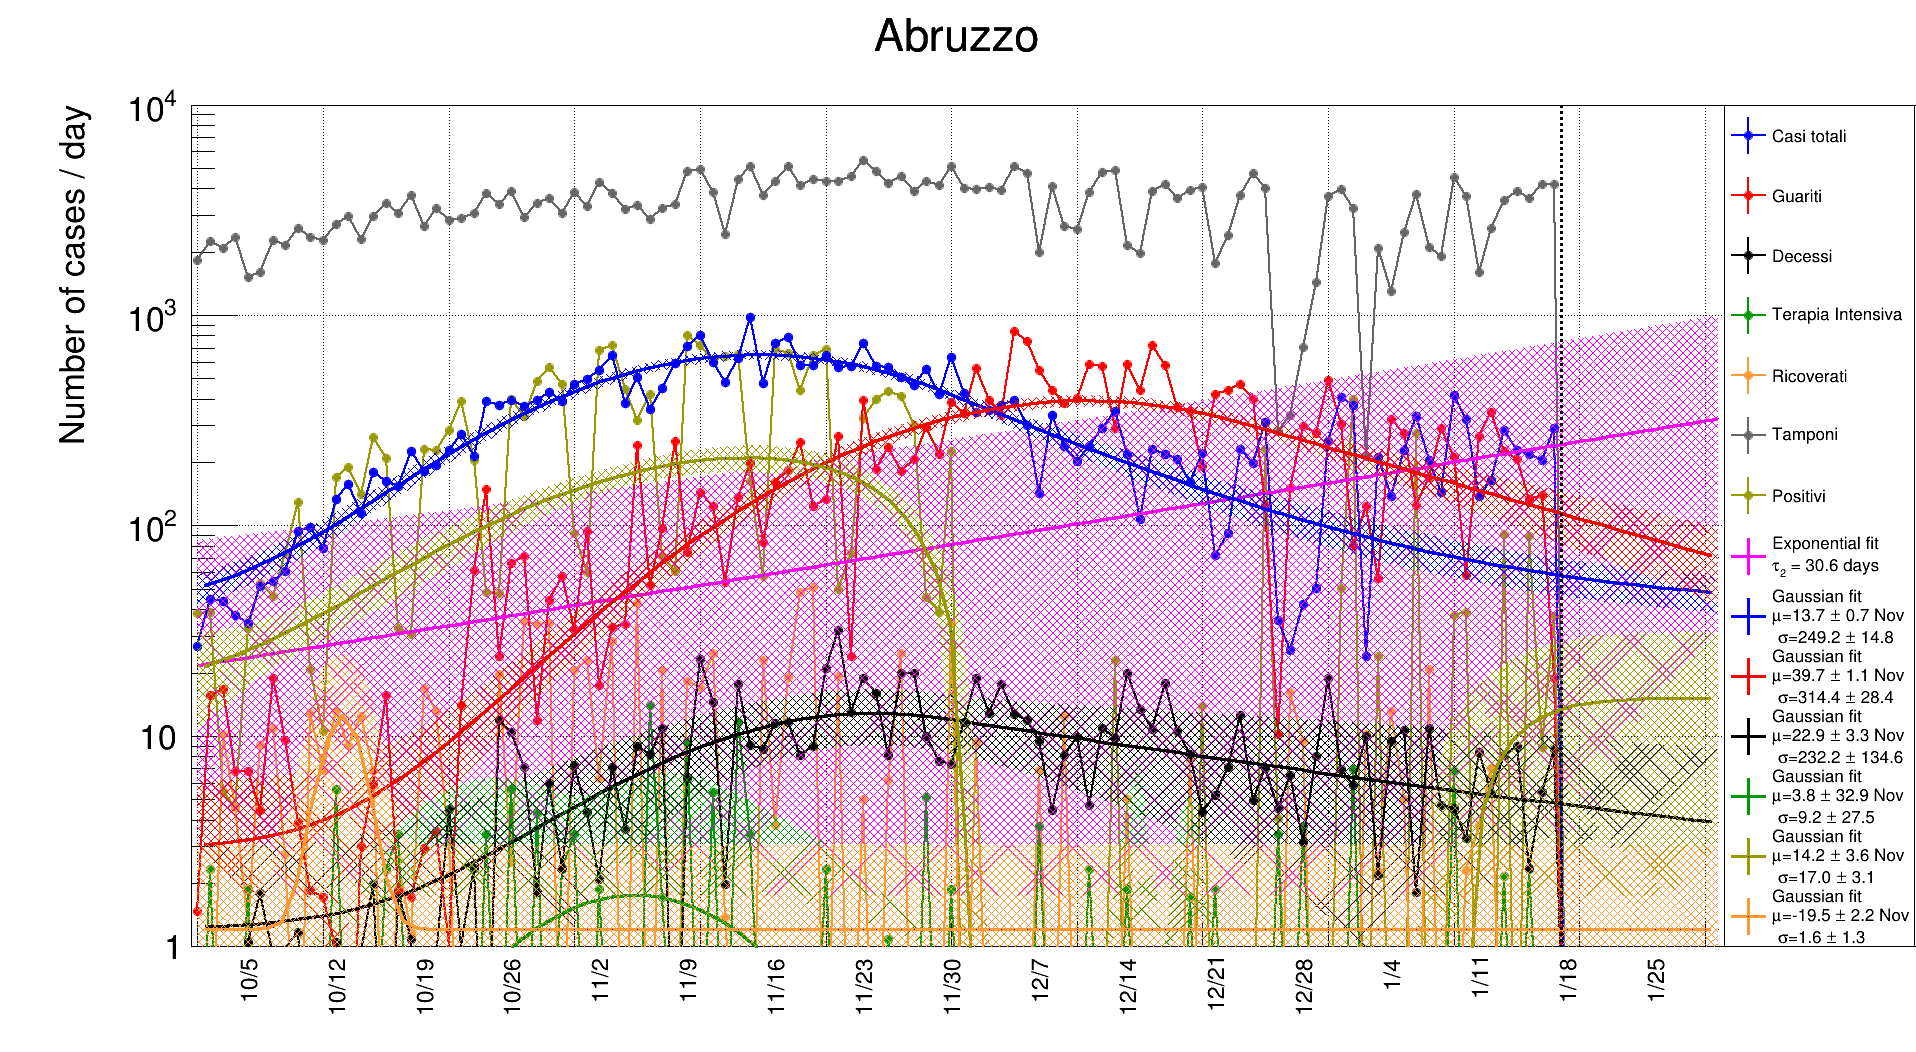 Abruzzo
Number of cases / day
10⁴
10³
10²
10
1
10/5
10/12
10/19
10/26
11/2
11/9
11/16
11/23
11/30
12/7
12/14
12/21
12/28
1/4
1/11
1/18
1/25
Casi totali
Guariti
Decessi
Terapia Intensiva
Ricoverati
Tamponi
Positivi
Exponential fit
τ₂ = 30.6 days
Gaussian fit
μ=13.7 ± 0.7 Nov
σ=249.2 ± 14.8
Gaussian fit
μ=39.7 ± 1.1 Nov
σ=314.4 ± 28.4
Gaussian fit
μ=22.9 ± 3.3 Nov
σ=232.2 ± 134.6
Gaussian fit
μ=3.8 ± 32.9 Nov
σ=9.2 ± 27.5
Gaussian fit
μ=14.2 ± 3.6 Nov
σ=17.0 ± 3.1
Gaussian fit
μ=-19.5 ± 2.2 Nov
σ=1.6 ± 1.3